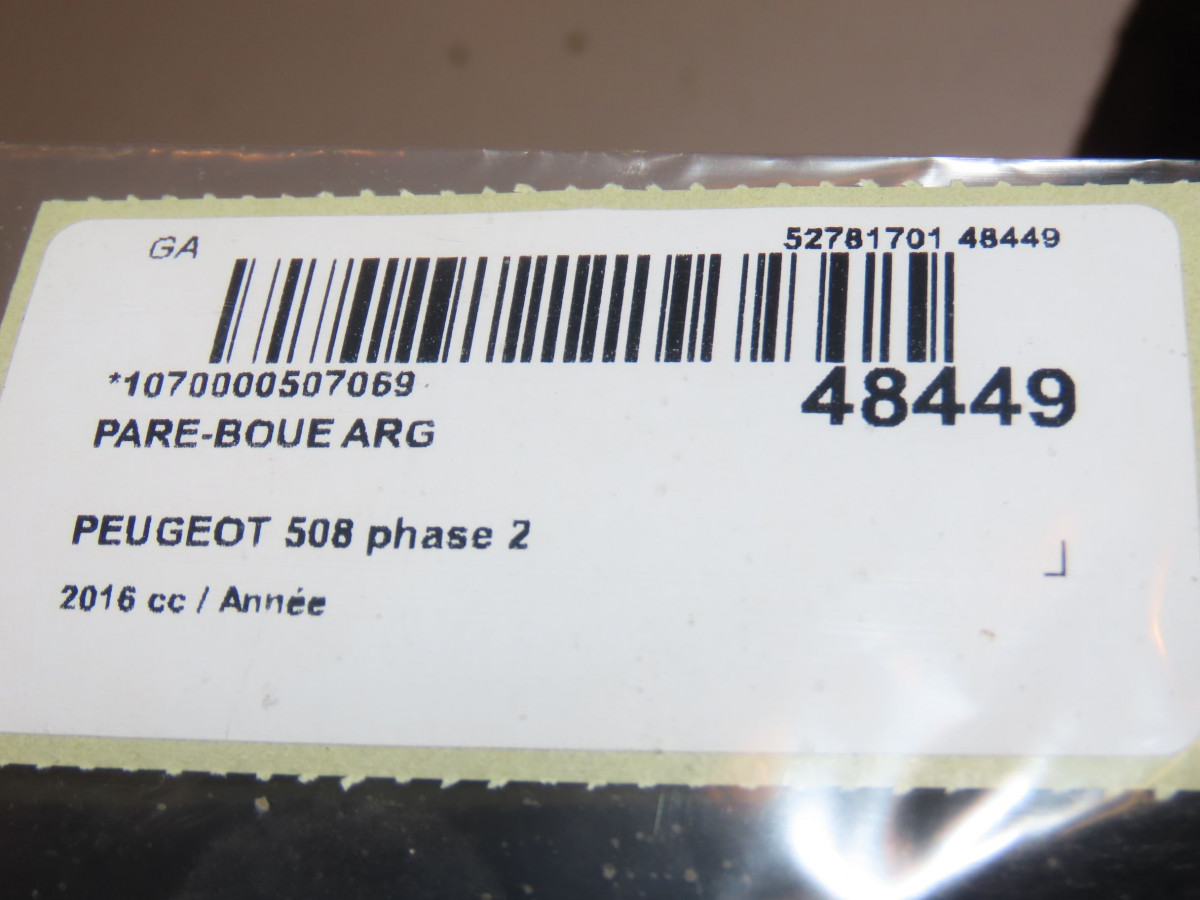 GA
52781701 48449
*1070000507069
48449
PARE-BOUE ARG
PEUGEOT 508 phase 2
2016 cc / Année